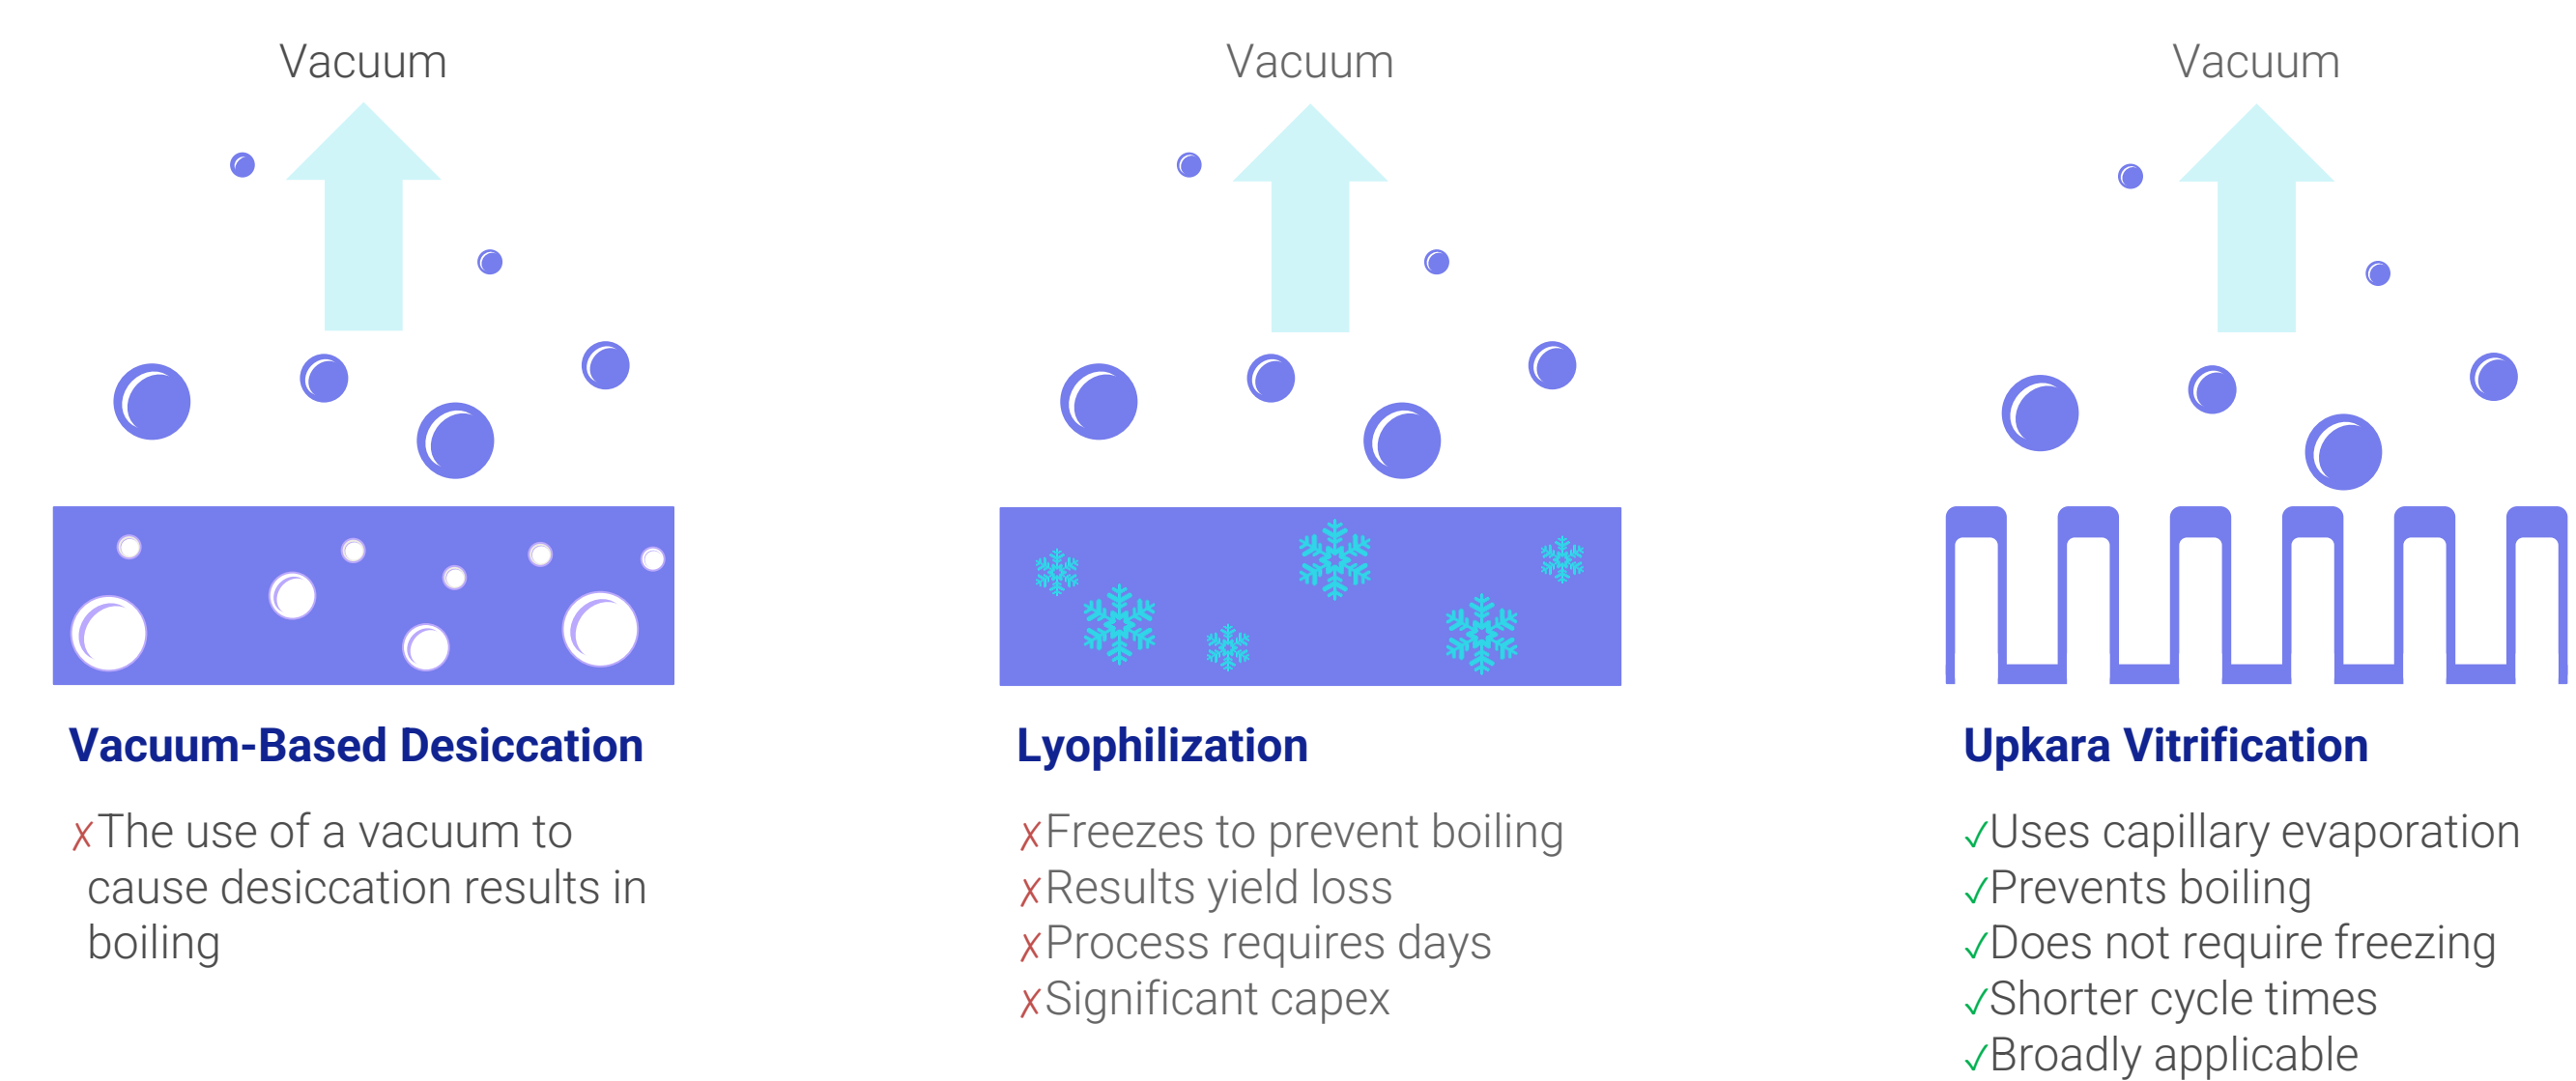 Vacuum
Vacuum
Vacuum
Vacuum-Based Desiccation
✗The use of a vacuum to
cause desiccation results in
boiling
Lyophilization
✗Freezes to prevent boiling
✗Results yield loss
✗Process requires days
✗Significant capex
Upkara Vitrification
✓Uses capillary evaporation
✓Prevents boiling
✓Does not require freezing
✓Shorter cycle times
✓Broadly applicable